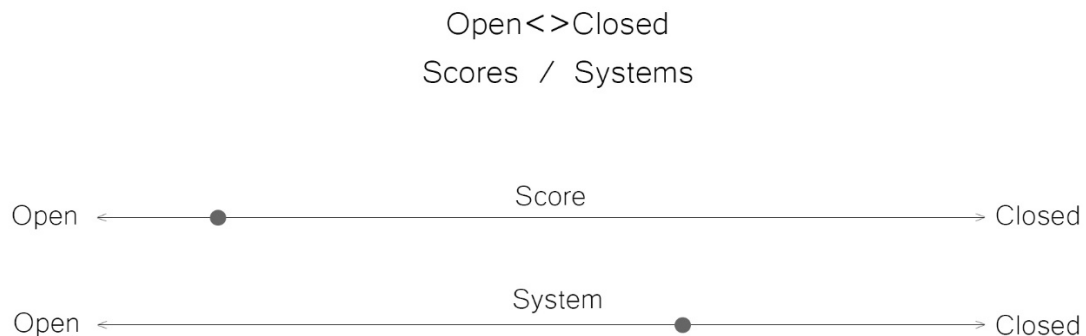 Open<>Closed
Scores / Systems
Score
Open Closed
System
Open Closed